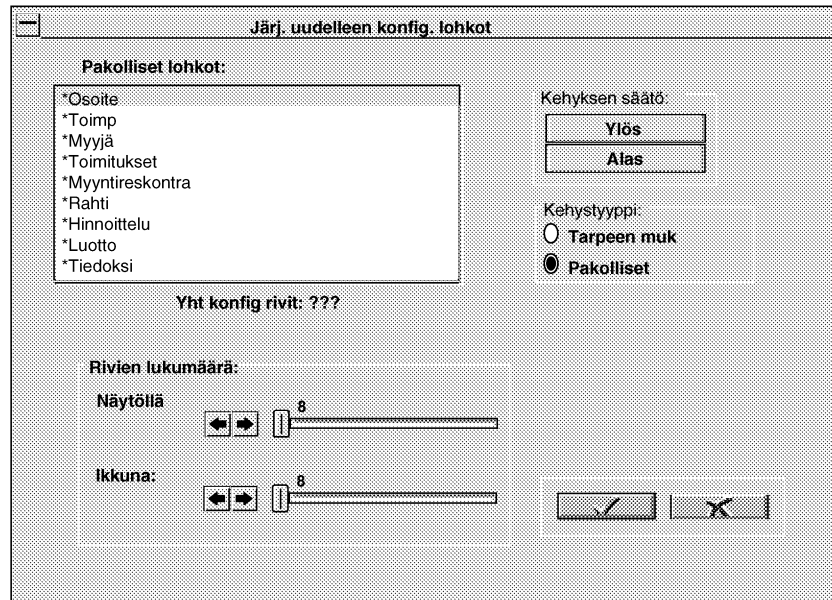 Järj. uudelleen konfig. lohkot
Pakolliset lohkot:
*Osoite
*Toimp
*Myyjä
*Toimitukset
*Myyntireskontra
*Rahti
*Hinnoittelu
*Luotto
*Tiedoksi
Yht konfig rivit: ???
Kehyksen säätö:
Ylös
Alas
Kehystyyppi:
Tarpeen muk
Pakolliset
Rivien lukumäärä:
Näytöllä
8
Ikkuna:
8